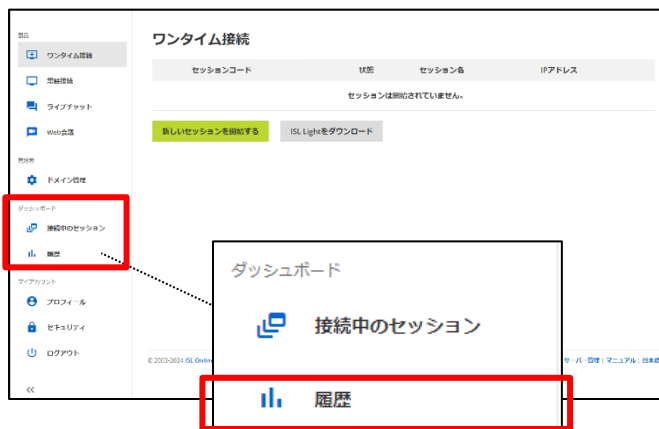 製品
ワンタイム接続
常駐接続
ライブチャット
Web会議
管理者
ドメイン管理
ダッシュボード
接続中のセッション
履歴
マイアカウント
プロフィール
セキュリティ
ログアウト
ワンタイム接続
セッションコード 状態 セッション名 IPアドレス
セッションは開始されていません。
新しいセッションを開始する ISL Lightをダウンロード
© 2003-2024 ISL Online
サーバー管理 | マニュアル | 日本語
ダッシュボード
接続中のセッション
履歴